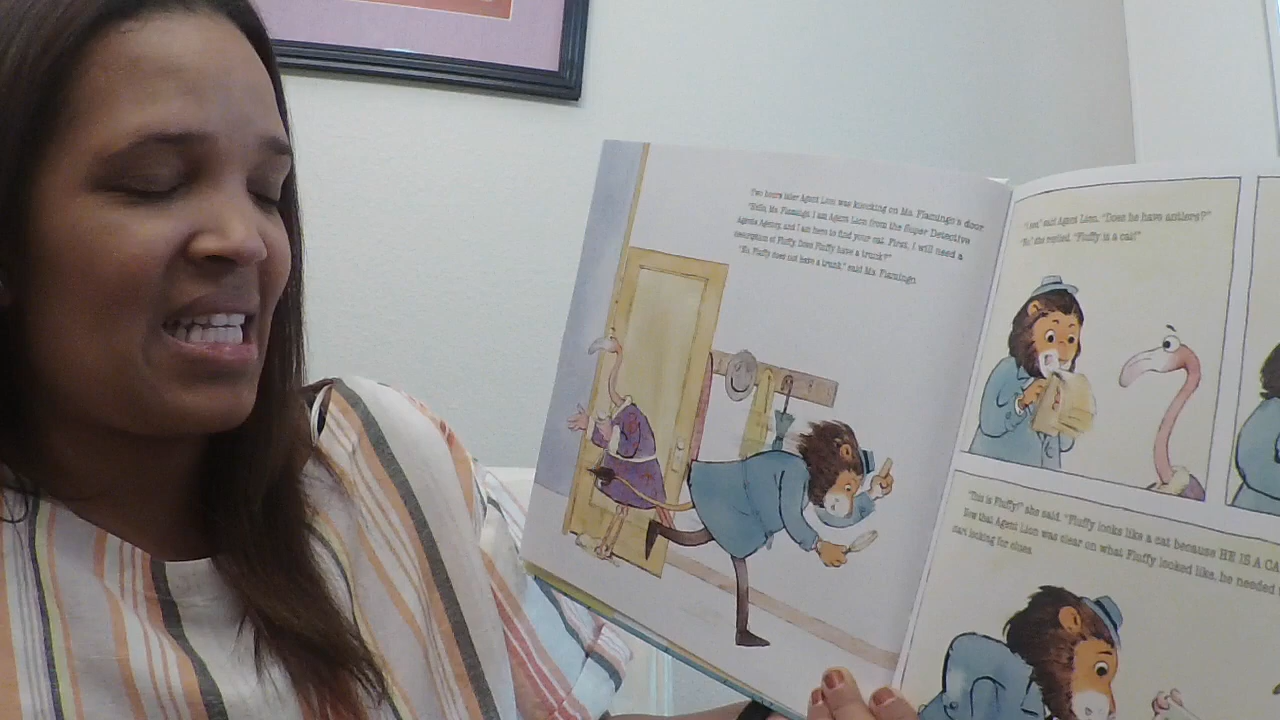 Two hours later Agent Lion was knocking on Ms. Flamingo's door.
"Hello, Ms. Flamingo. I am Agent Lion from the Super Detective
Agents Agency, and I am here to find your cat. First, I will need a
description of Fluffy. Does Fluffy have a trunk?"
"No, Fluffy does not have a trunk," said Ms. Flamingo.
"I see," said Agent Lion. "Does he have antlers?"
"No," she replied. "Fluffy is a cat!"
"This is Fluffy!" she said. "Fluffy looks like a cat because HE IS A CA
Now that Agent Lion was clear on what Fluffy looked like, he needed
start looking for clues.